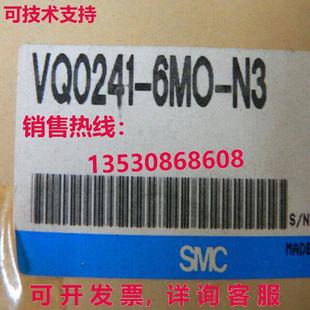 可技术支持
VQ0241-6MO-N3
销售热线:
13530868608
S/N
SMC
MADE
可开发票,详询客服